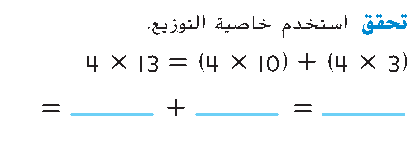 تحقق استخدم خاصية التوزيع.
4 × 13 = (4 × 10) + (4 × 3)
= ______ + ______ = ______